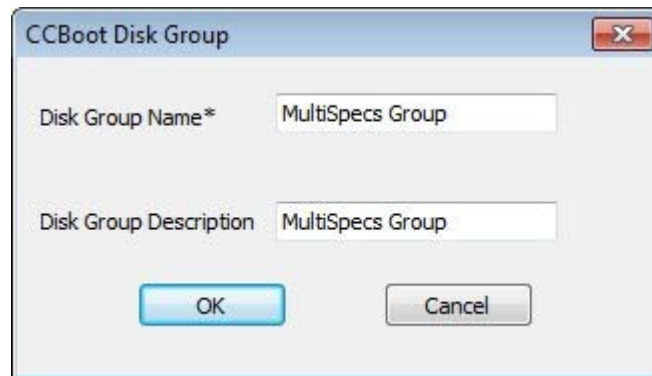 CCBoot Disk Group
Disk Group Name* MultiSpecs Group
Disk Group Description MultiSpecs Group
OK Cancel